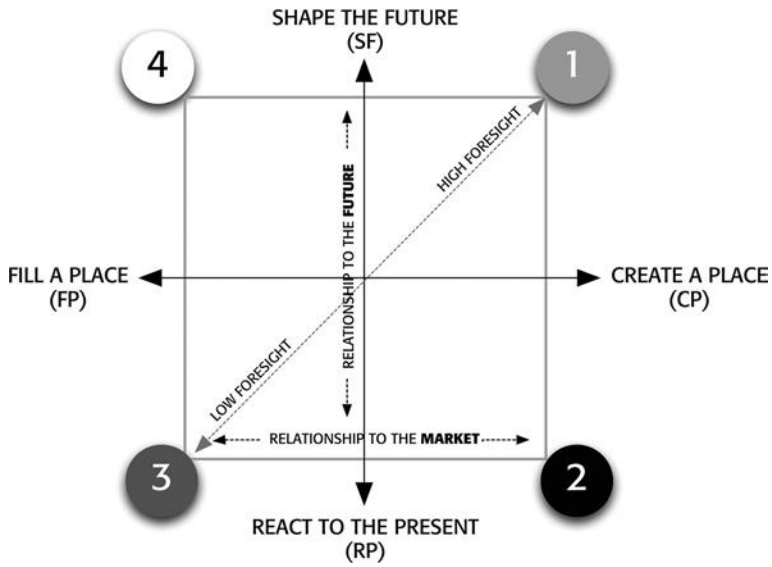 SHAPE THE FUTURE
(SF)
4
1
HIGH FORESIGHT
RELATIONSHIP TO THE FUTURE
FILL A PLACE
(FP)
CREATE A PLACE
(CP)
LOW FORESIGHT
RELATIONSHIP TO THE MARKET
3
2
REACT TO THE PRESENT
(RP)